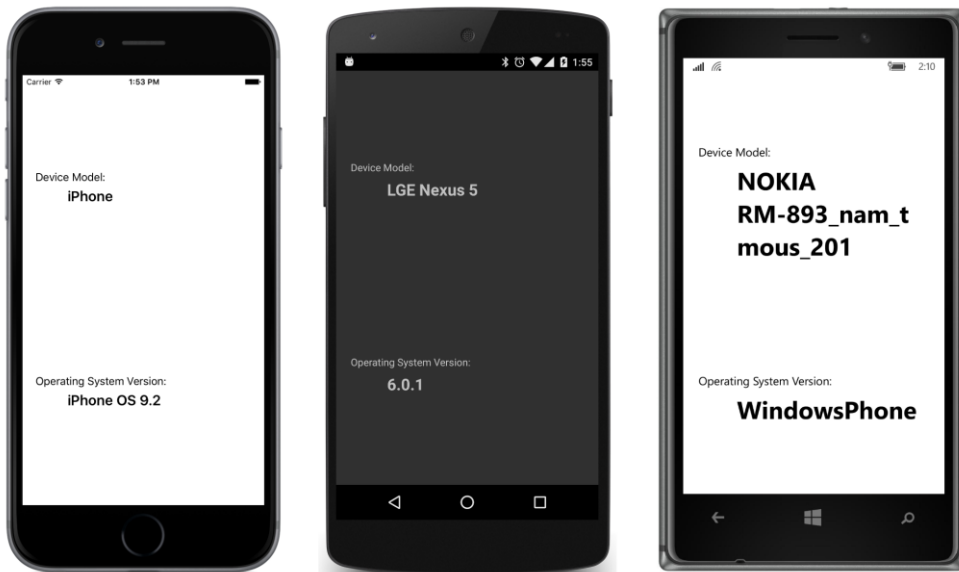 Carrier
1:53 PM
Device Model:
iPhone
Operating System Version:
iPhone OS 9.2
1:55
Device Model:
LGE Nexus 5
Operating System Version:
6.0.1
2:10
Device Model:
NOKIA
RM-893_nam_t
mous_201
Operating System Version:
WindowsPhone